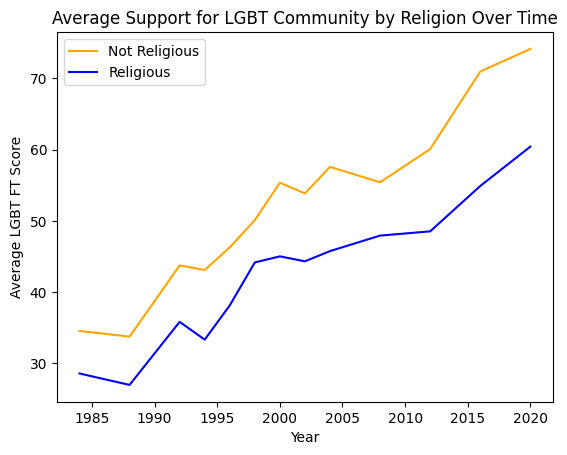 Average Support for LGBT Community by Religion Over Time
Not Religious
Religious
Average LGBT FT Score
70
60
50
40
30
1985 1990 1995 2000 2005 2010 2015 2020
Year